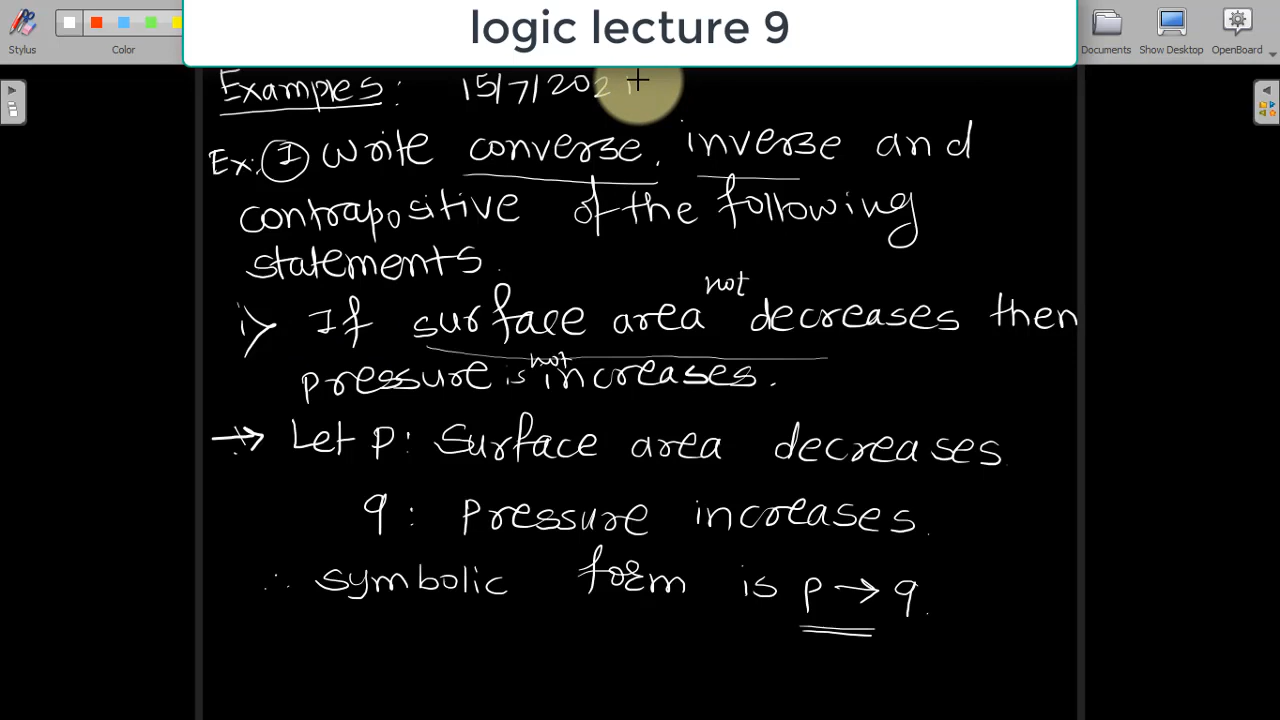 logic lecture 9
Stylus
Color
Documents
Show Desktop
OpenBoard
Examples: 15/7/202
Ex: 1 Write converse, inverse and
contrapositive of the following
statements.
i> If surface area not decreases then
pressure is not increases.
→ Let p: Surface area decreases
q: pressure increases.
∴ symbolic form is p → q.